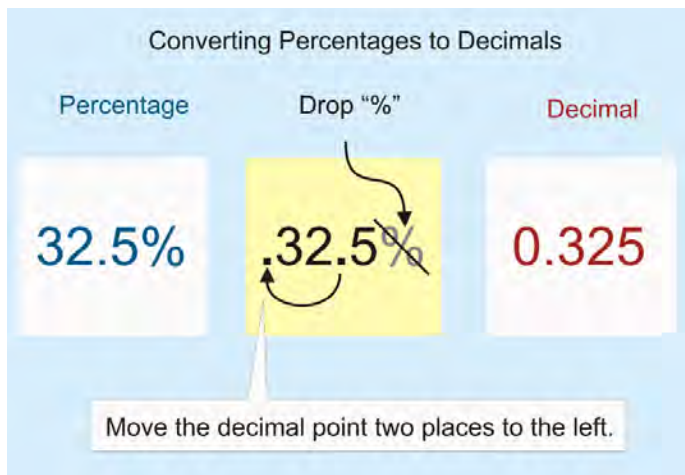 Converting Percentages to Decimals
Percentage Drop “%” Decimal
32.5% .32.5% 0.325
Move the decimal point two places to the left.